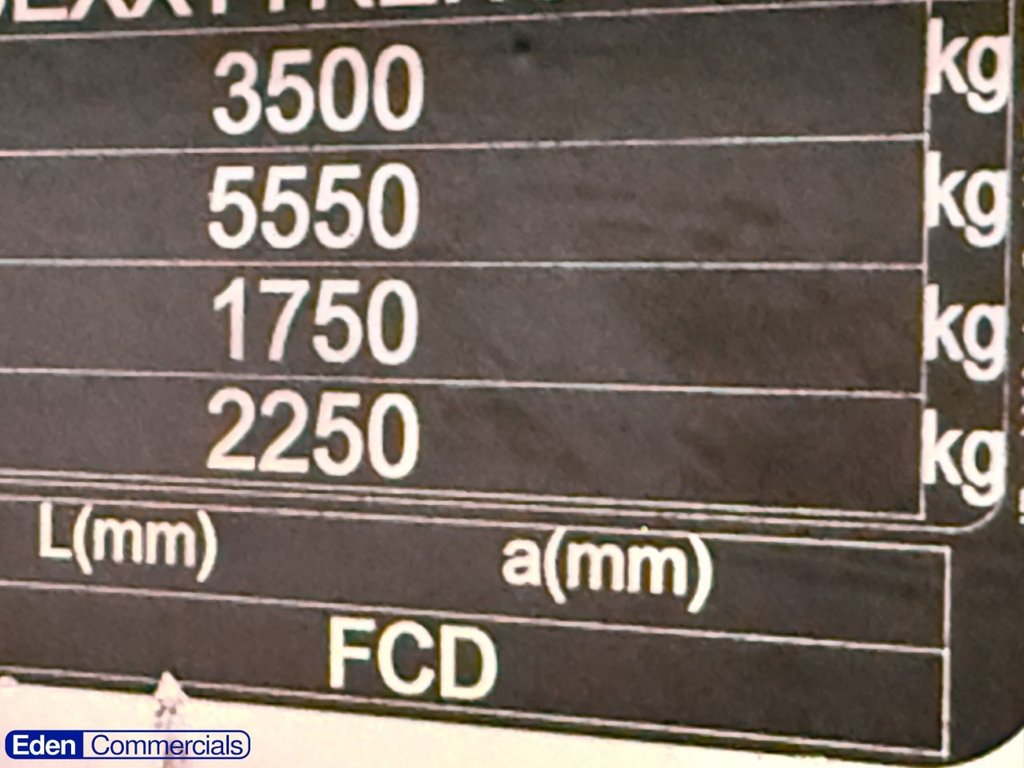 3500 kg
5550 kg
1750 kg
2250 kg
L(mm) a(mm)
FCD
Eden Commercials